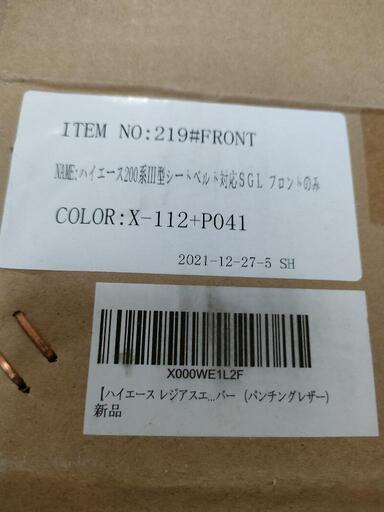 ITEM NO:219#FRONT
NAME:ハイエース200系III型シートベルト対応SGL フロントのみ
COLOR:X-112+P041
2021-12-27-5 SH
X000WE1L2F
【ハイエース レジアスエ...バー （パンチングレザー）
新品